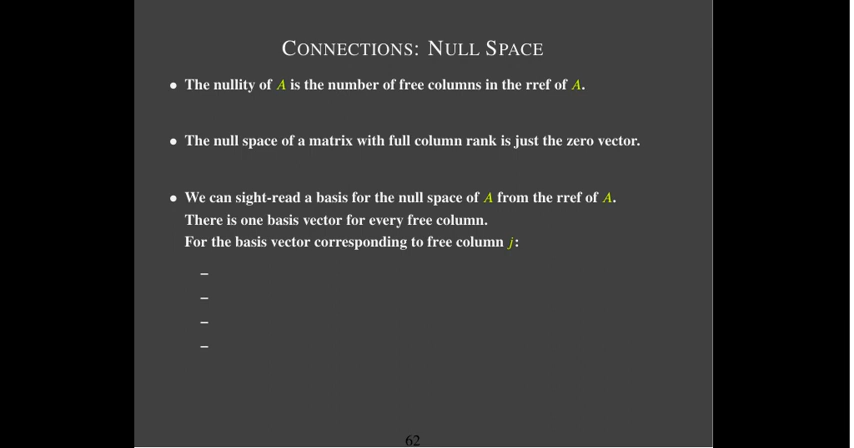 CONNECTIONS: NULL SPACE
• The nullity of A is the number of free columns in the rref of A.
• The null space of a matrix with full column rank is just the zero vector.
• We can sight-read a basis for the null space of A from the rref of A.
There is one basis vector for every free column.
For the basis vector corresponding to free column j:
–
–
–
–
62